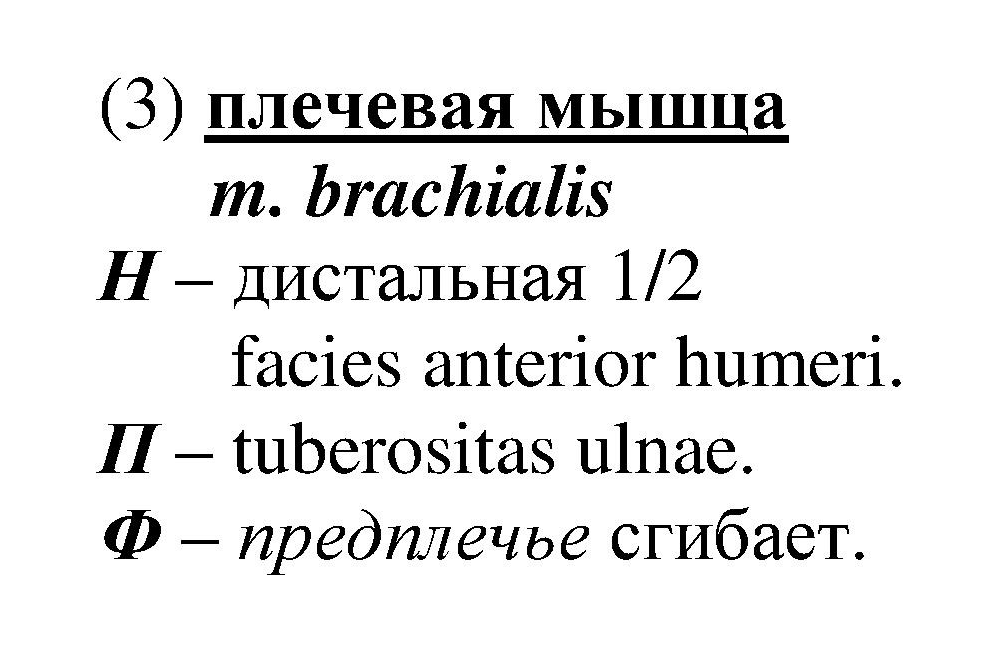 (3) плечевая мышца
m. brachialis
Н – дистальная 1/2
facies anterior humeri.
П – tuberositas ulnae.
Ф – предплечье сгибает.